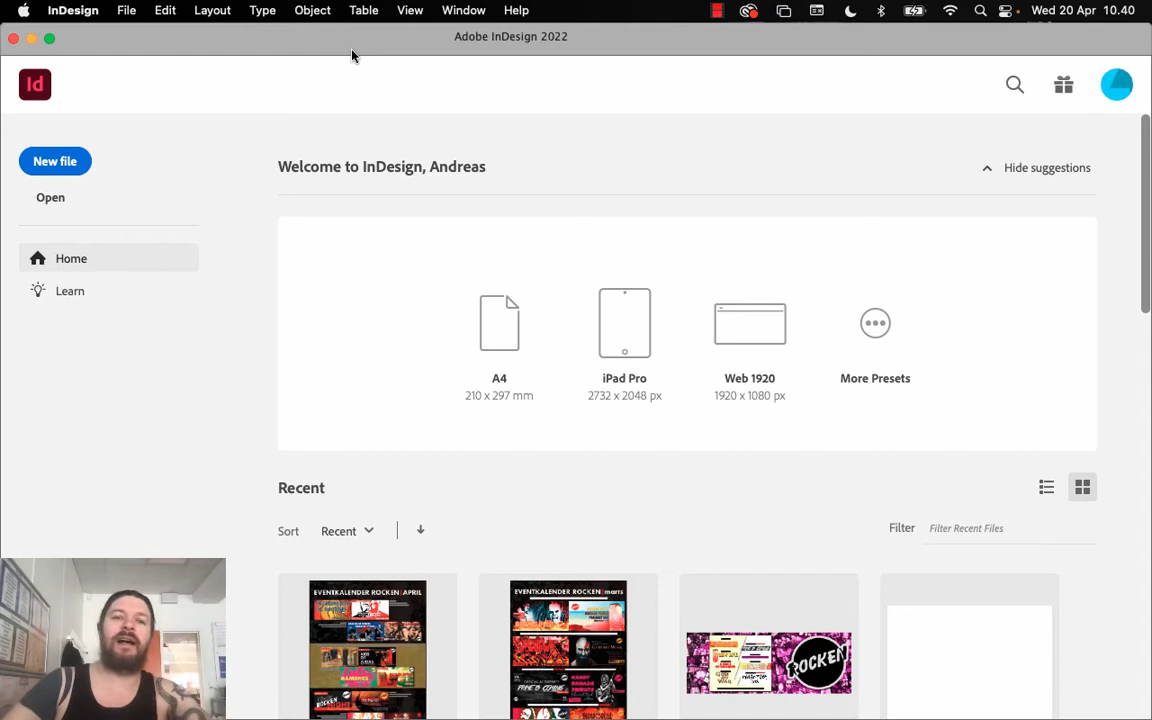 InDesign File Edit Layout Type Object Table View Window Help Wed 20 Apr 10.40
Adobe InDesign 2022
Id
New file
Welcome to InDesign, Andreas
Hide suggestions
Open
Home
Learn
A4
210 x 297 mm
iPad Pro
2732 x 2048 px
Web 1920
1920 x 1080 px
More Presets
Recent
Sort Recent
Filter Filter Recent Files
EVENTKALENDER ROCKEN|APRIL
EVENTKALENDER ROCKEN|marts
RAMONES
ROCKEN